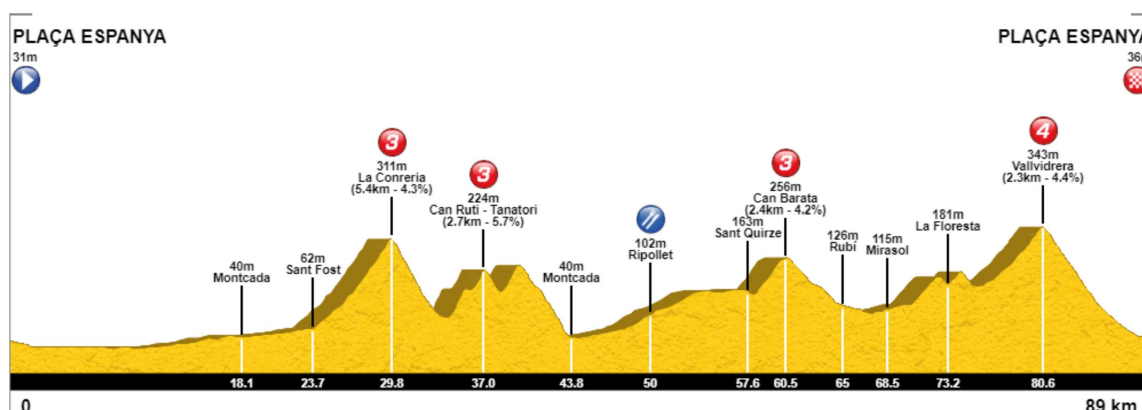 PLAÇA ESPANYA
31m
PLAÇA ESPANYA
36m
3
311m
La Conreria
(5.4km - 4.3%)
3
224m
Can Ruti - Tanatori
(2.7km - 5.7%)
3
256m
Can Barata
(2.4km - 4.2%)
4
343m
Vallvidrera
(2.3km - 4.4%)
40m
Montcada
62m
Sant Fost
40m
Montcada
102m
Ripollet
163m
Sant Quirze
126m
Rubí
115m
Mirasol
181m
La Floresta
18.1 23.7 29.8 37.0 43.8 50 57.6 60.5 65 68.5 73.2 80.6
0 89 km